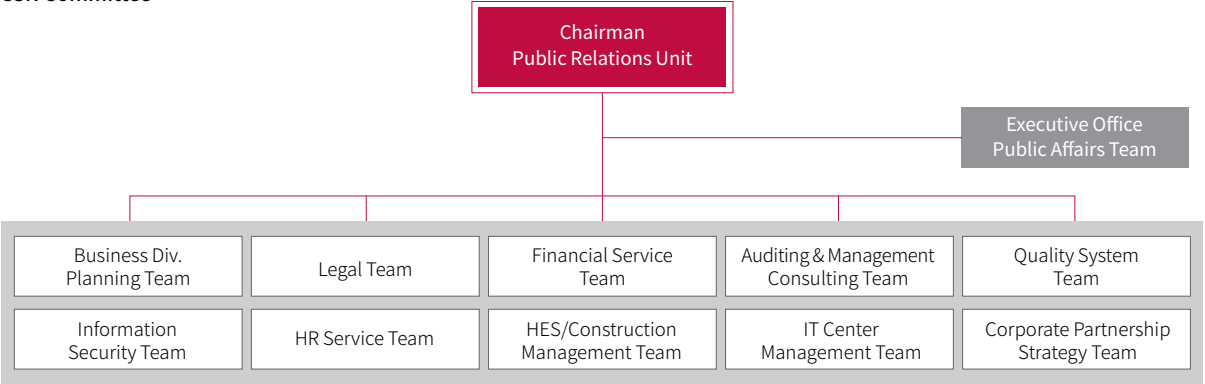 Chairman
Public Relations Unit
Executive Office
Public Affairs Team
Business Div.
Planning Team
Legal Team
Financial Service
Team
Auditing & Management
Consulting Team
Quality System
Team
Information
Security Team
HR Service Team
HES/Construction
Management Team
IT Center
Management Team
Corporate Partnership
Strategy Team